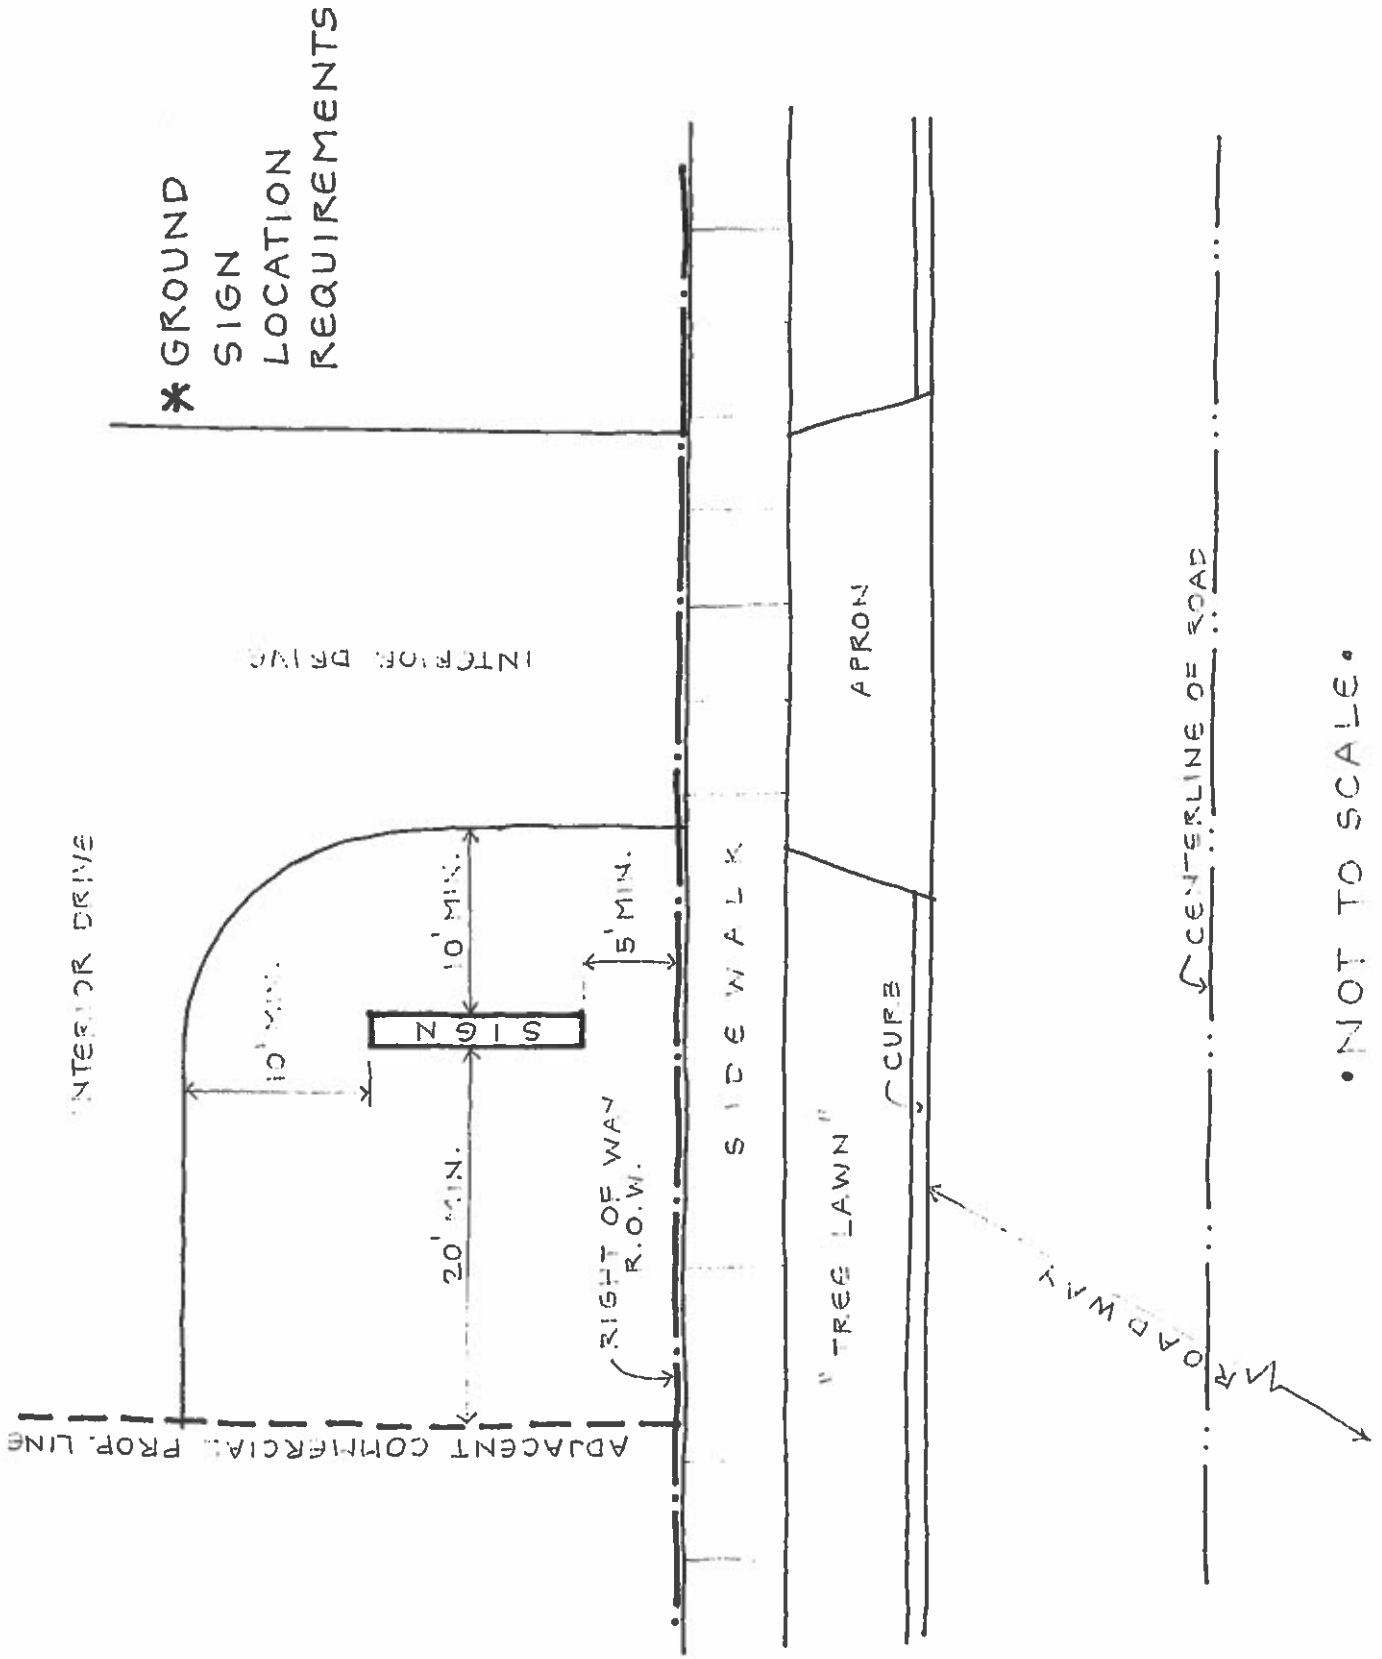 * GROUND
SIGN
LOCATION
REQUIREMENTS
INTERIOR DRIVE
INTERIOR DRIVE
10' MIN.
10' MIN.
SIGN
20' MIN.
5' MIN.
ADJACENT COMMERCIAL PROP. LINE
RIGHT OF WAY
R.O.W.
SIDEWALK
"TREE LAWN"
CURB
APRON
ROADWAY
CENTERLINE OF ROAD
• NOT TO SCALE •